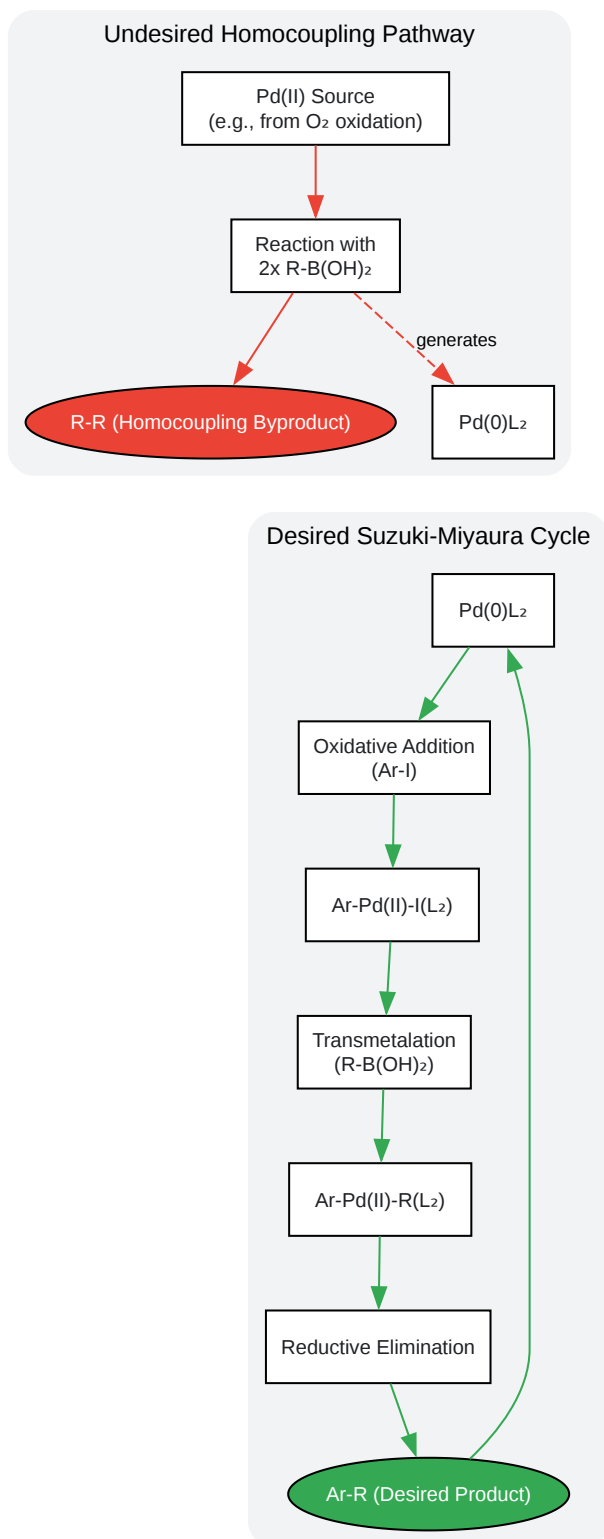 Undesired Homocoupling Pathway
Pd(II) Source
(e.g., from O₂ oxidation)
Reaction with
2x R-B(OH)₂
generates
R-R (Homocoupling Byproduct)
Pd(0)L₂
Desired Suzuki-Miyaura Cycle
Pd(0)L₂
Oxidative Addition
(Ar-I)
Ar-Pd(II)-I(L₂)
Transmetalation
(R-B(OH)₂)
Ar-Pd(II)-R(L₂)
Reductive Elimination
Ar-R (Desired Product)